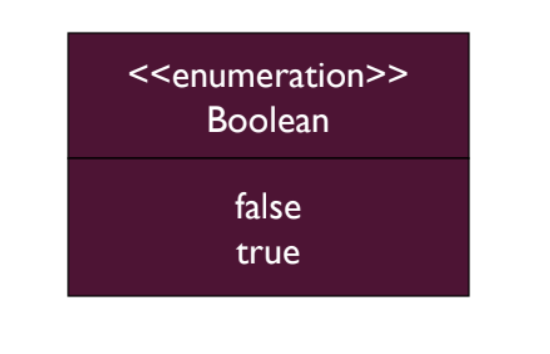 <<enumeration>>
Boolean
false
true